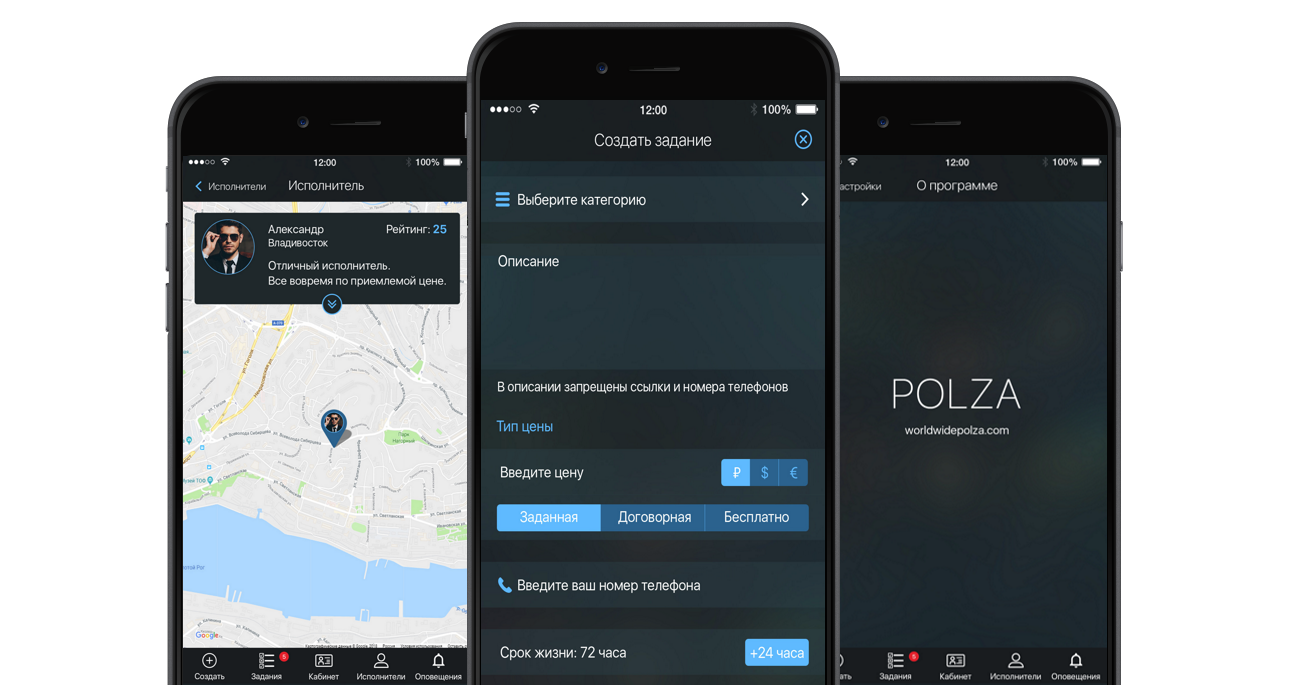 12:00
100%
Исполнители
Исполнитель
Александр
Рейтинг: 25
Владивосток
Отличный исполнитель.
Все вовремя по приемлемой цене.
Парк
Нагорный
Google
Создать
5
Задания
Кабинет
Исполнители
Оповещения
12:00
100%
Создать задание
Выберите категорию
Описание
В описании запрещены ссылки и номера телефонов
Тип цены
Введите цену
₽ $ €
Заданная
Договорная
Бесплатно
Введите ваш номер телефона
Срок жизни: 72 часа
+24 часа
12:00
100%
астройки
О программе
POLZA
worldwidepolza.com
ать
5
Задания
Кабинет
Исполнители
Оповещения